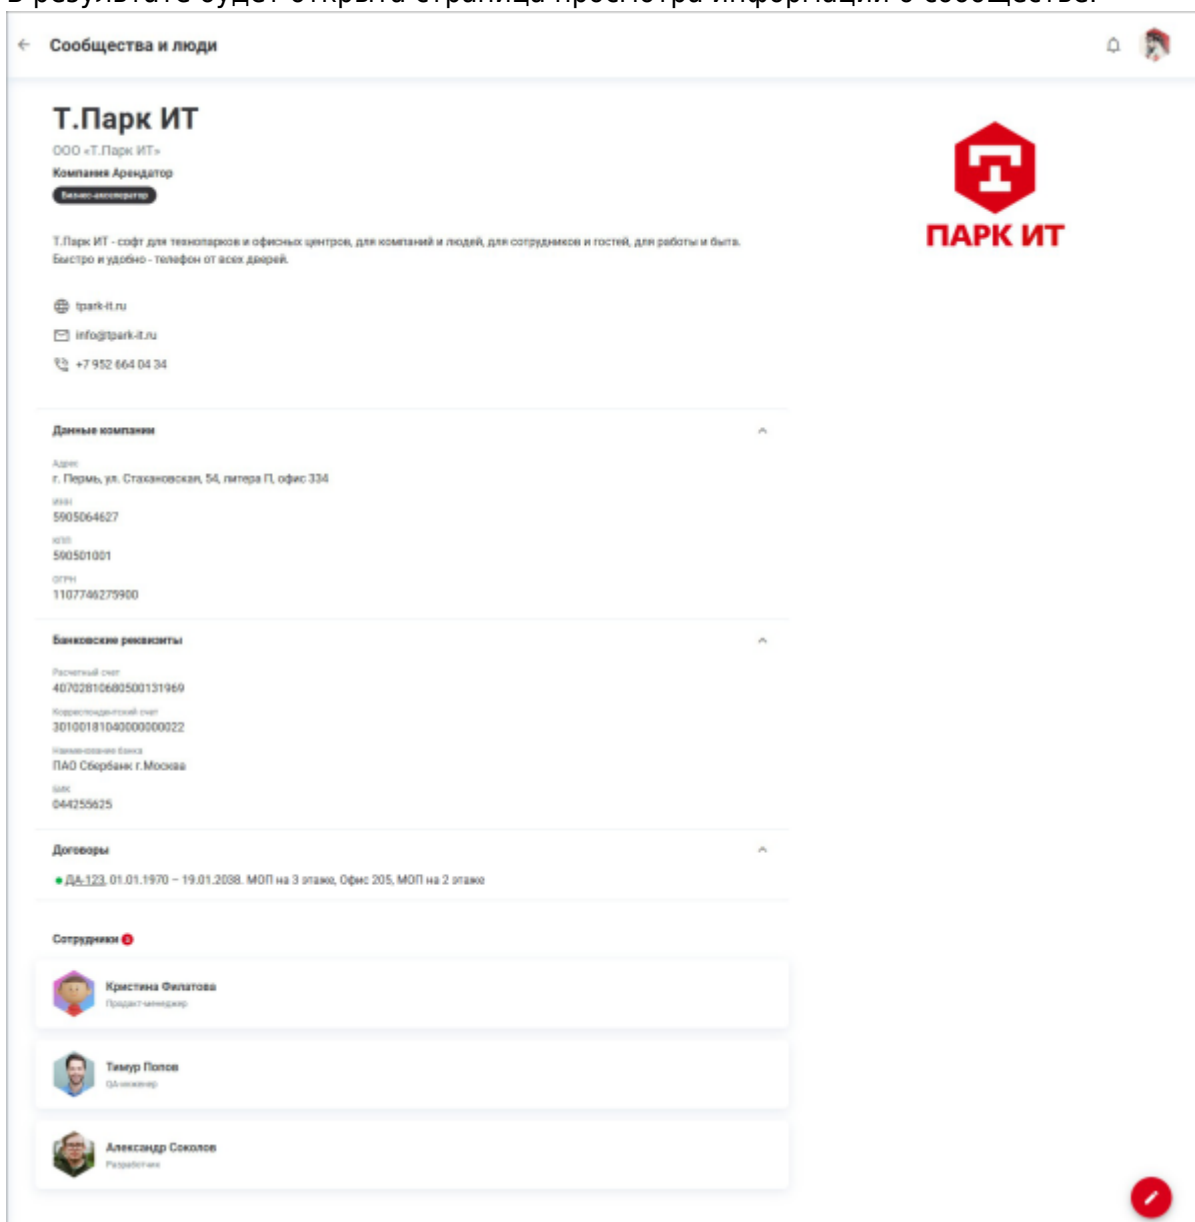 В результате будет открыта страница просмотра информации о сообществе.
Сообщества и люди
Т.Парк ИТ
ООО «Т.Парк ИТ»
Компания Арендатор
Бизнес-акселератор
ПАРК ИТ
Т.Парк ИТ - софт для технопарков и офисных центров, для компаний и людей, для сотрудников и гостей, для работы и быта.
Быстро и удобно - телефон от всех дверей.
tpark-it.ru
info@tpark-it.ru
+7 952 664 04 34
Данные компании
Адрес
г. Пермь, ул. Стахановская, 54, литера П, офис 334
ИНН
5905064627
КПП
590501001
ОГРН
1107746275900
Банковские реквизиты
Расчетный счет
40702810680500131969
Корреспондентский счет
30100181040000000022
Наименование банка
ПАО Сбербанк г.Москва
БИК
044255625
Договоры
ДА-123, 01.01.1970 – 19.01.2038. МОП на 3 этаже, Офис 205, МОП на 2 этаже
Сотрудники
Кристина Филатова
Продакт-менеджер
Тимур Попов
QA-инженер
Александр Соколов
Разработчик